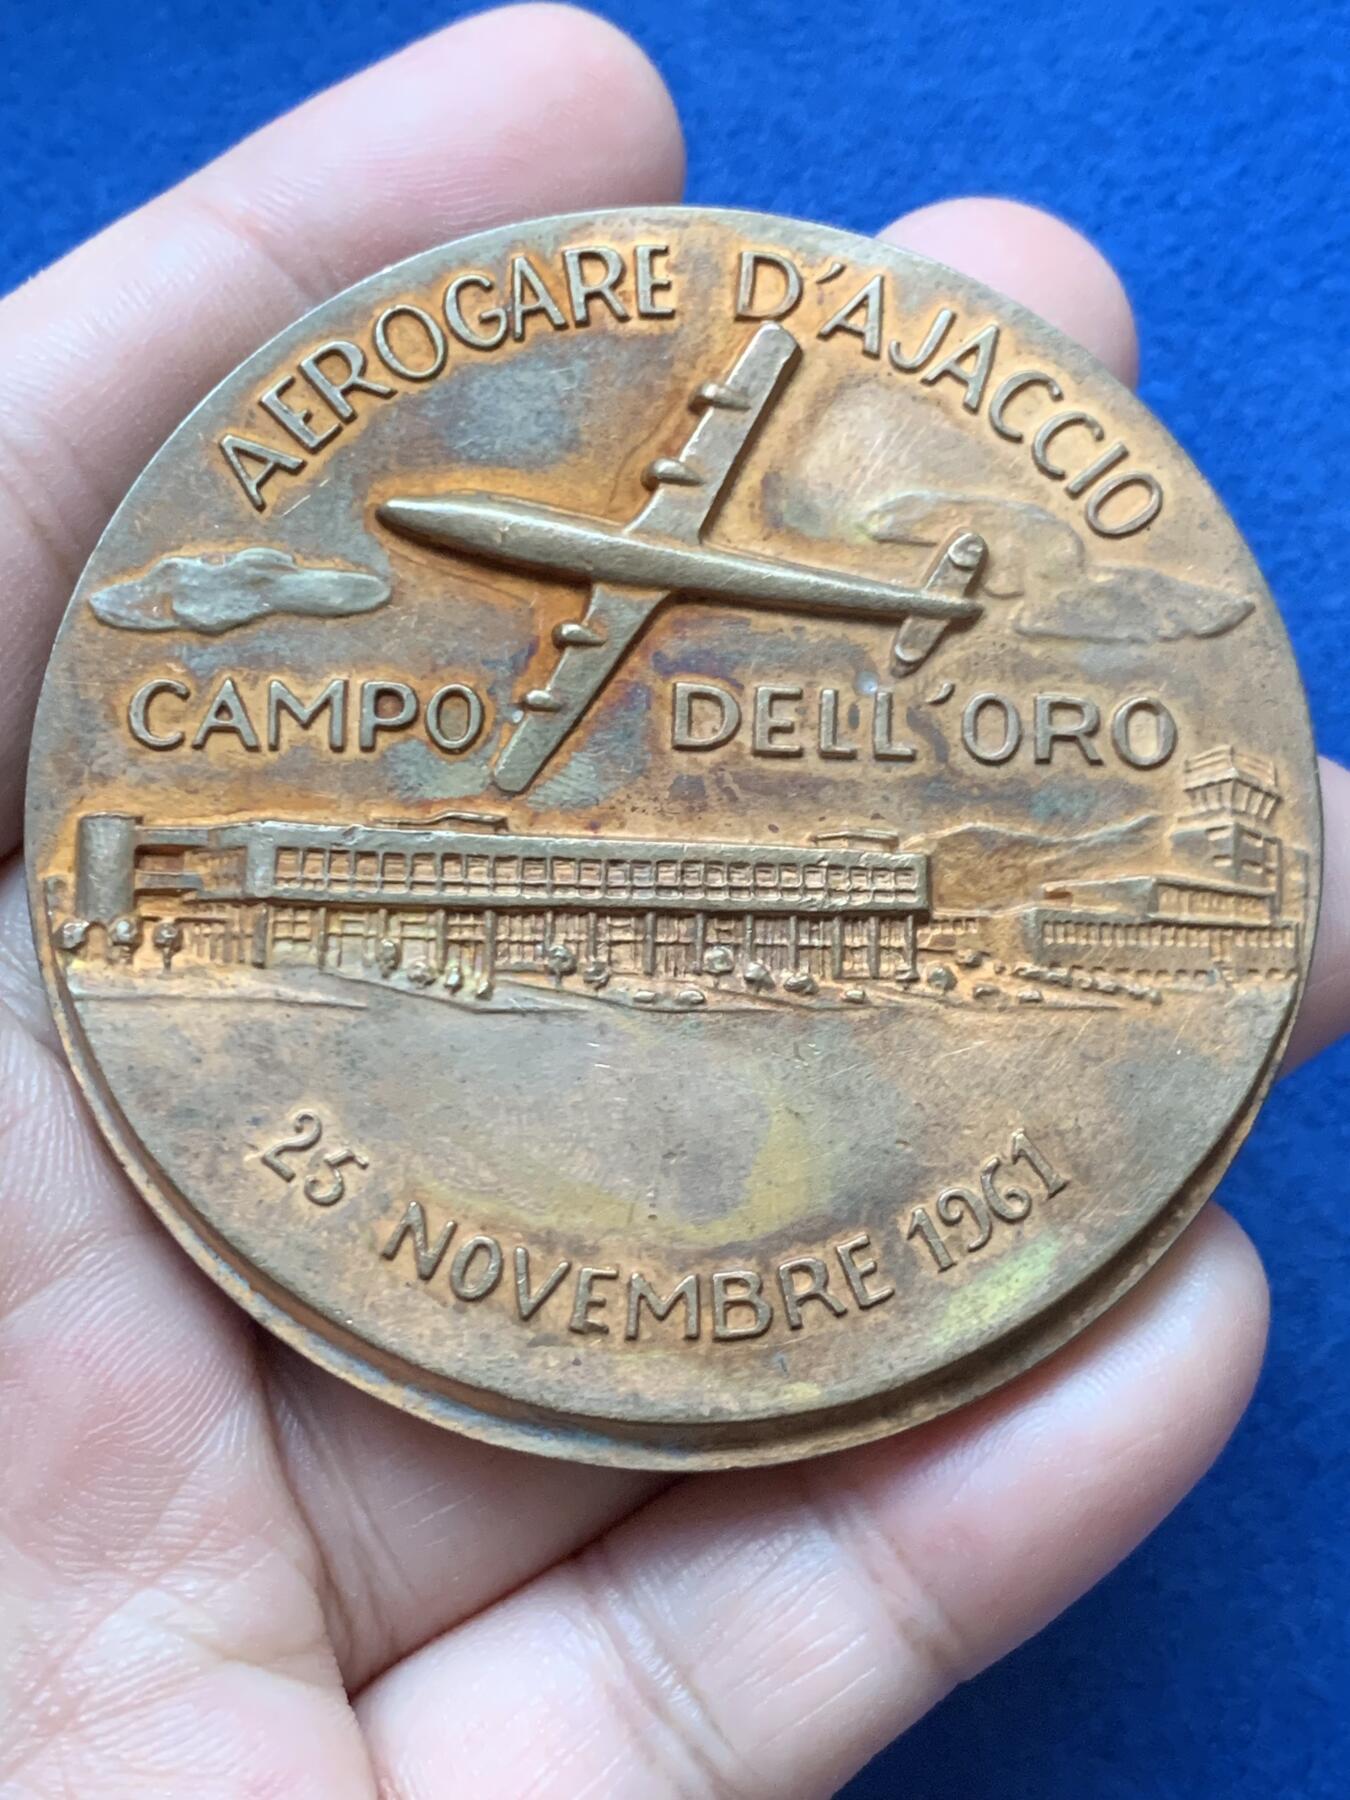 AEROGARE D'AJACCIO
CAMPO DELL'ORO
25 NOVEMBRE 1961